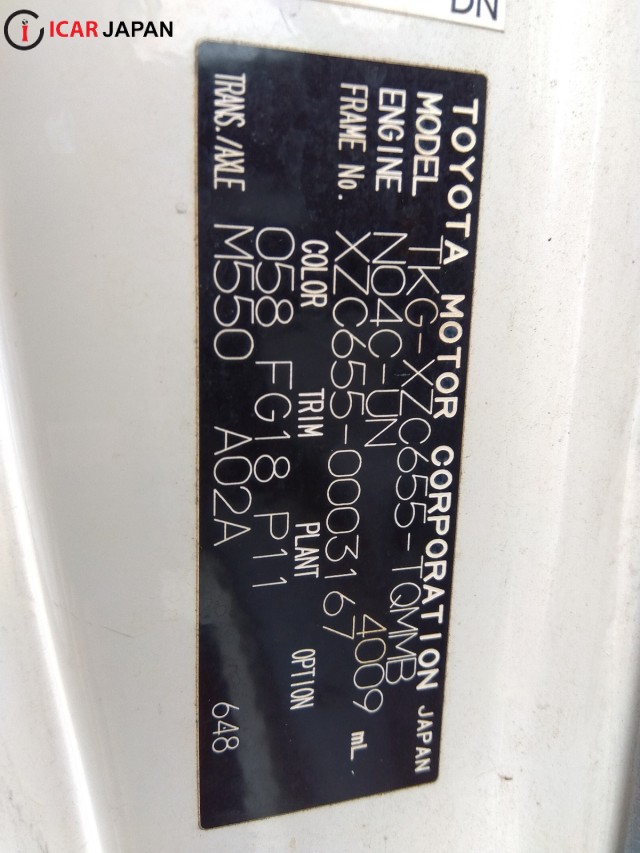 ICAR JAPAN
DN
TOYOTA MOTOR CORPORATION JAPAN
MODEL TKG-XZC655-TQMMB
ENGINE N04C-UN 4009 mL
FRAME No. XZC655-0003167
COLOR TRIM PLANT OPTION
058 FG18 P11
TRANS./AXLE M550 A02A 648